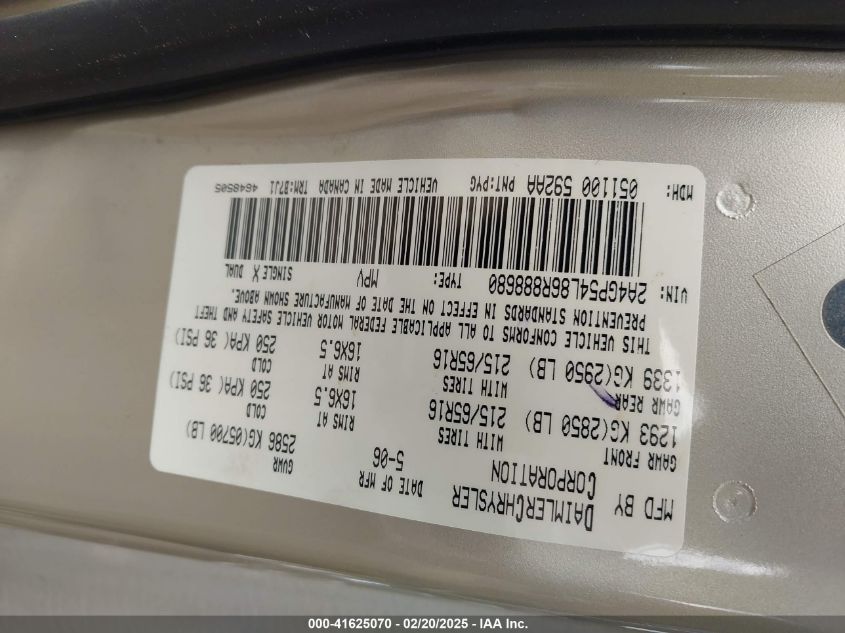 MFD BY DAIMLERCHRYSLER CORPORATION
DATE OF MFR 5-06
GVWR 2586 KG(05700 LB)
GAWR FRONT 1293 KG(2850 LB)
WITH TIRES 215/65R16
RIMS AT 16X6.5
COLD 250 KPA(36 PSI)
GAWR REAR 1339 KG(2950 LB)
WITH TIRES 215/65R16
RIMS AT 16X6.5
COLD 250 KPA(36 PSI)
THIS VEHICLE CONFORMS TO ALL APPLICABLE FEDERAL MOTOR VEHICLE SAFETY AND THEFT
PREVENTION STANDARDS IN EFFECT ON THE DATE OF MANUFACTURE SHOWN ABOVE.
VIN: 2A4GP54L86R888680 TYPE: MPV SINGLE X DUAL
MDH: 051100 592AA PNT:PYG VEHICLE MADE IN CANADA TRM:B7J1 4648505
000-41625070 - 02/20/2025 - IAA Inc.